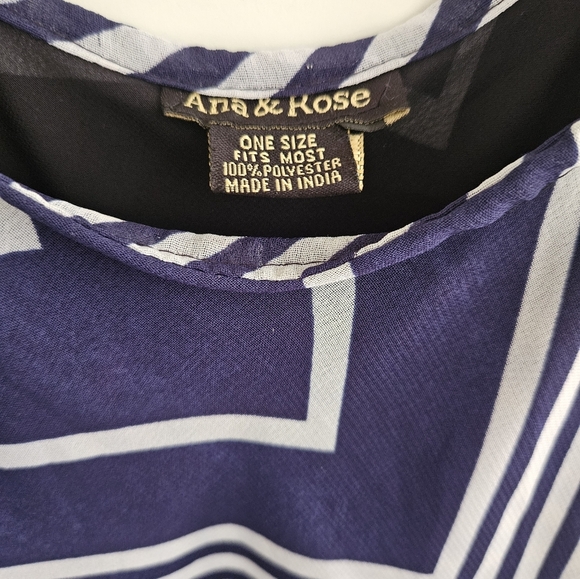 Ana & Rose
ONE SIZE
FITS MOST
100% POLYESTER
MADE IN INDIA